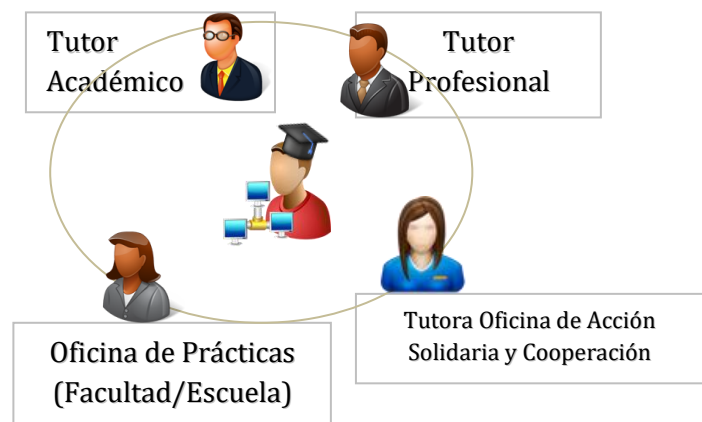 Tutor
Académico
Tutor
Profesional
Tutora Oficina de Acción
Solidaria y Cooperación
Oficina de Prácticas
(Facultad/Escuela)